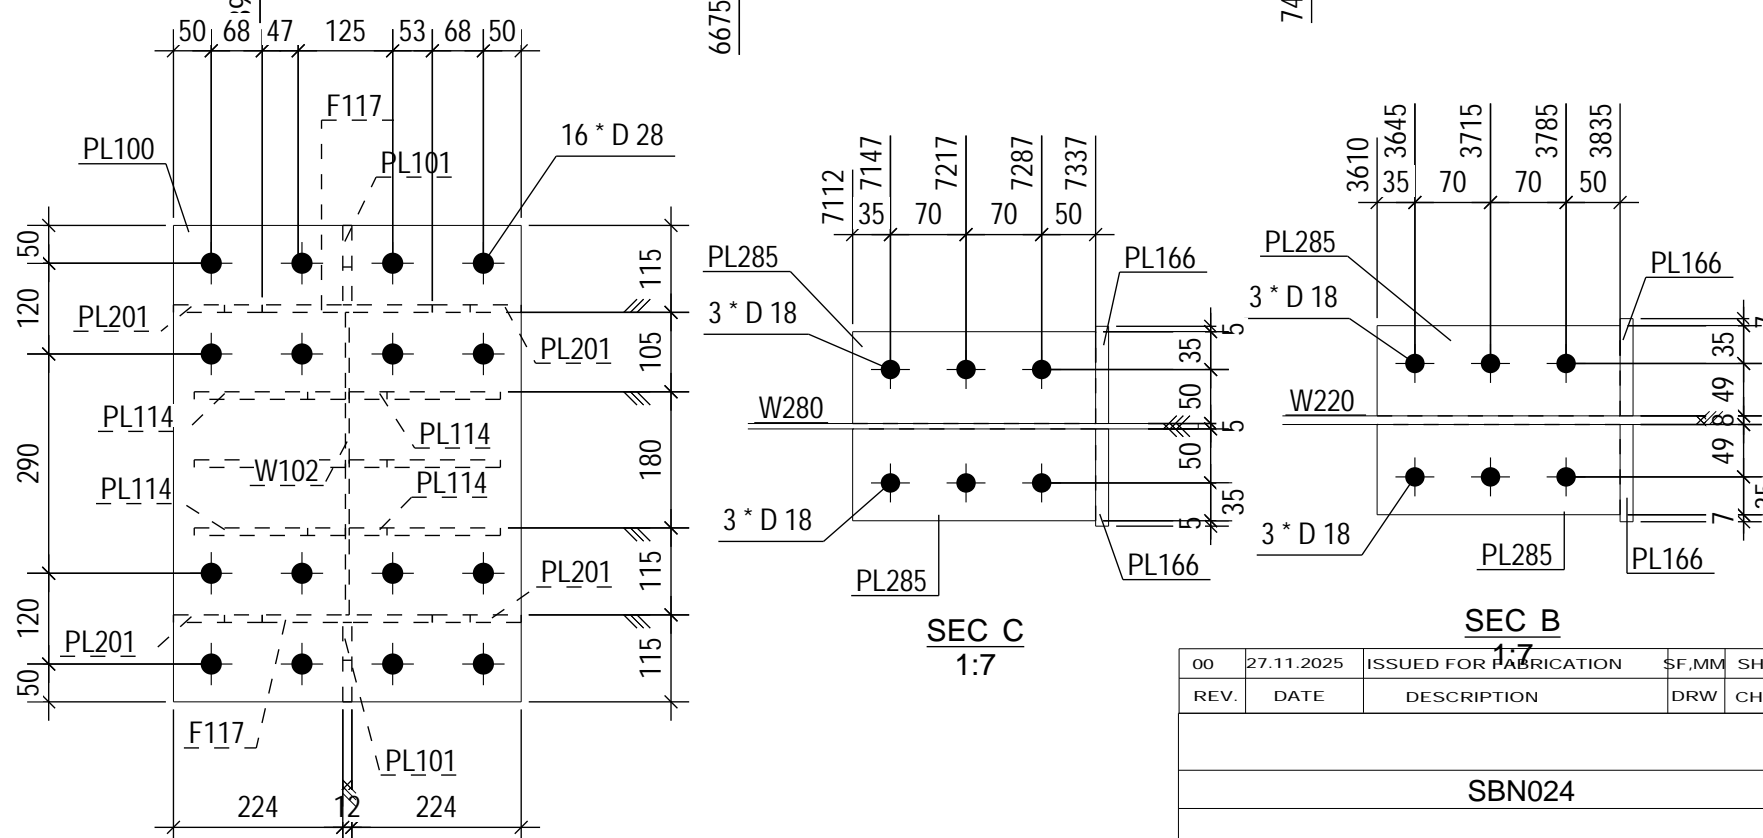 6675
50 68 47 125 53 68 50
F117
PL100
PL101
16 * D 28
50
120
290
120
50
115
105
180
115
115
PL201
PL201
PL114
PL114
W102
PL114
PL114
PL201
PL201
F117
PL101
224 12 224
7112
7147
7217
7287
7337
35 70 70 50
PL285
PL166
3 * D 18
W280
5
35
50
5
50
35
5
3 * D 18
PL285
PL166
SEC C
1:7
3610
3645
3715
3785
3835
35 70 70 50
PL285
PL166
3 * D 18
W220
7
35
49
8
49
7
3 * D 18
PL285
PL166
SEC B
1:7
00 27.11.2025 ISSUED FOR FABRICATION SF,MM SH
REV. DATE DESCRIPTION DRW CH
SBN024